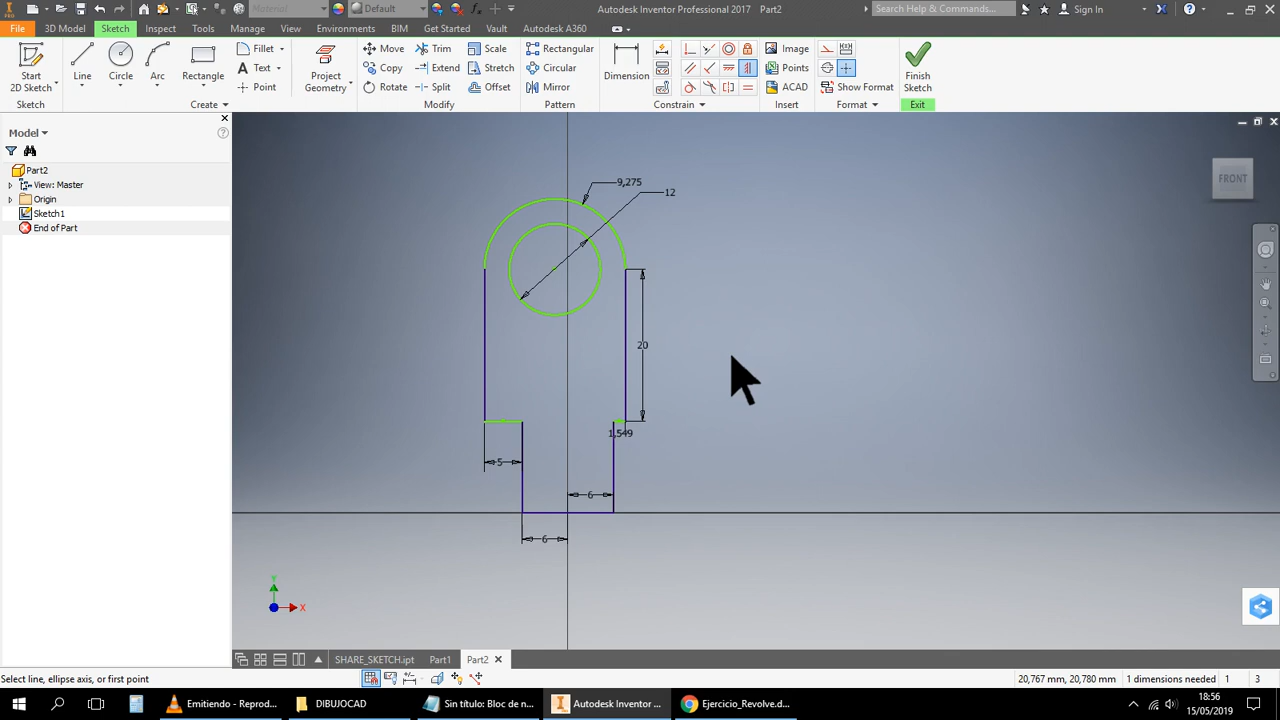 Material
Default
Autodesk Inventor Professional 2017 Part2
Search Help & Commands...
Sign In
PRO
File
3D Model
Sketch
Inspect
Tools
Manage
View
Environments
BIM
Get Started
Vault
Autodesk A360
Start
2D Sketch
Line
Circle
Arc
Rectangle
Fillet
Text
Point
Project
Geometry
Move
Copy
Rotate
Trim
Extend
Split
Scale
Stretch
Offset
Rectangular
Circular
Mirror
Dimension
Image
Points
ACAD
Show Format
Finish
Sketch
Sketch
Create
Modify
Pattern
Constrain
Insert
Format
Exit
Model
Part2
View: Master
Origin
Sketch1
End of Part
9,275
12
20
1,549
5
6
6
FRONT
Y
X
SHARE_SKETCH.ipt
Part1
Part2
Select line, ellipse axis, or first point
20,767 mm, 20,780 mm
1 dimensions needed
1
3
Emitiendo - Reprod...
DIBUJOCAD
Sin título: Bloc de n...
Autodesk Inventor ...
Ejercicio_Revolve.d...
18:56
15/05/2019